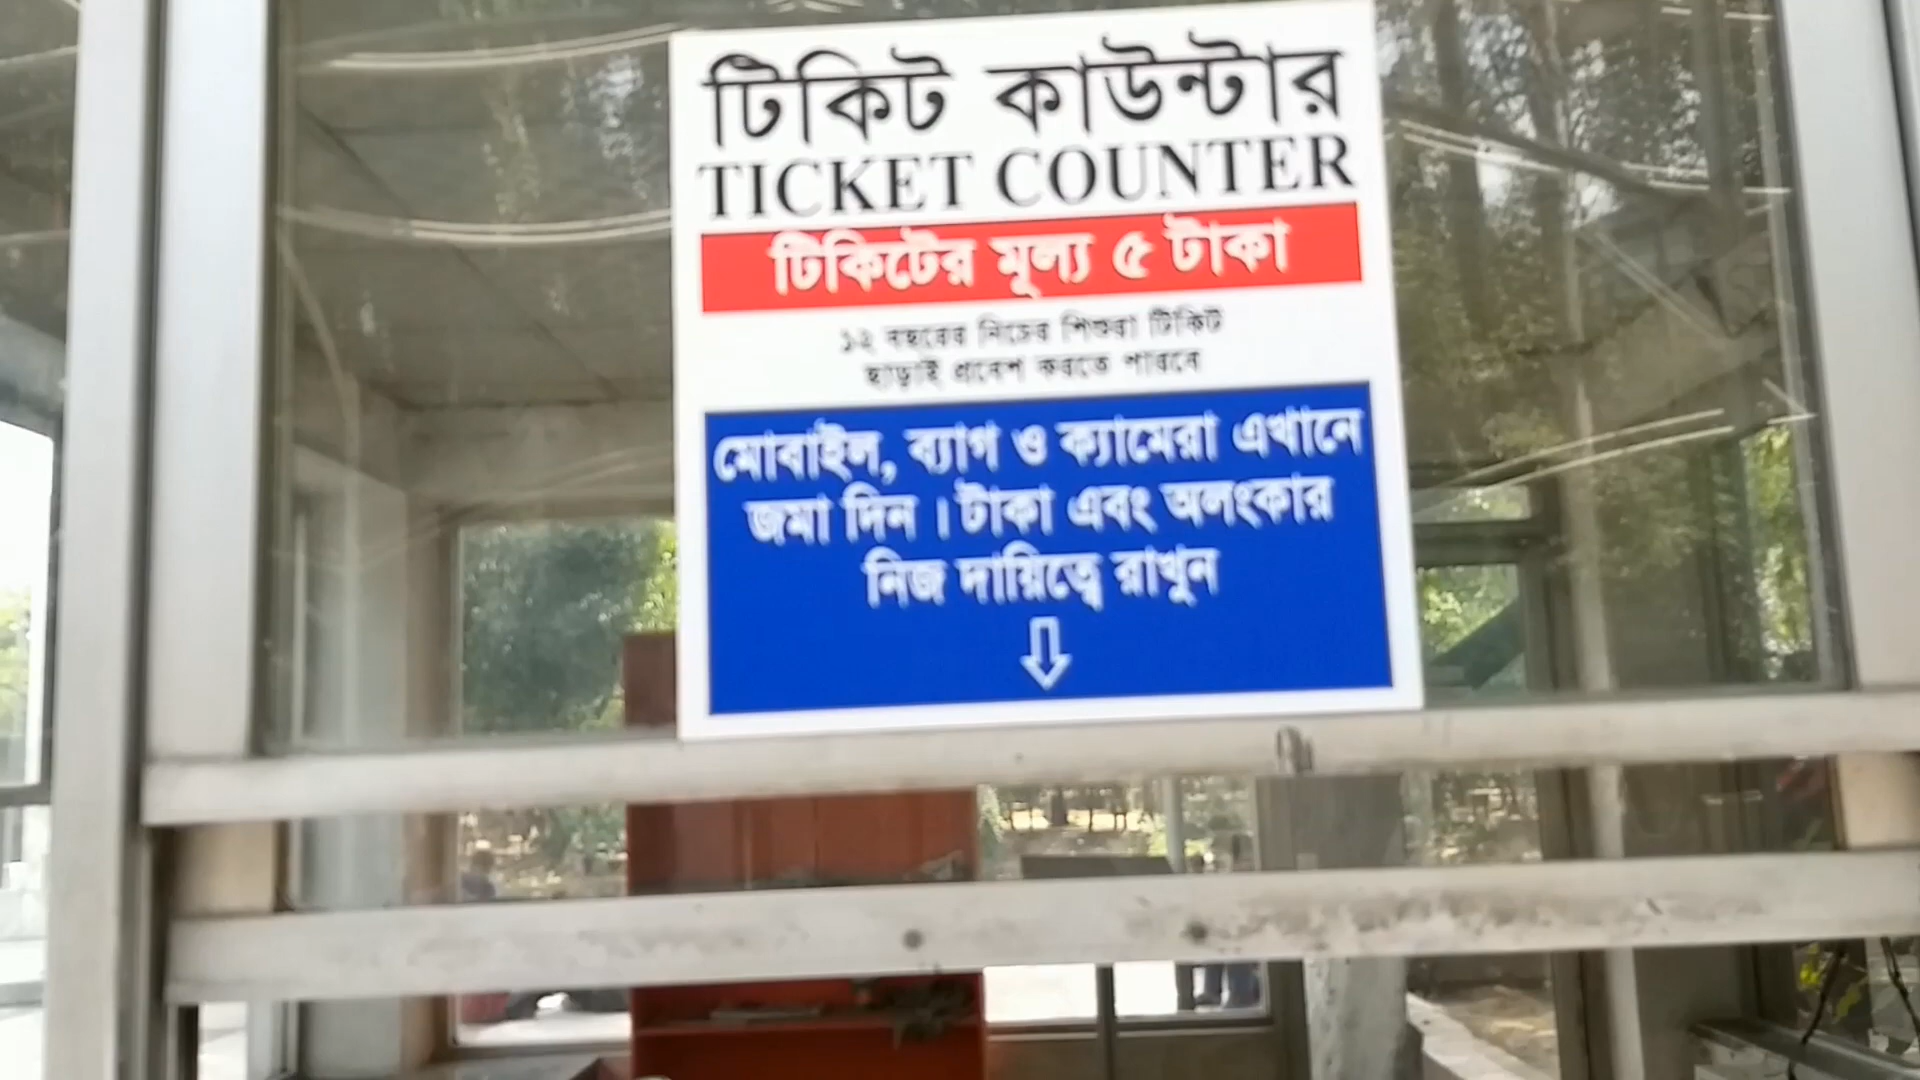 টিকিট কাউন্টার
TICKET COUNTER
টিকিটের মূল্য ৫ টাকা
১২ বছরের নিচের শিশুরা টিকিট
ছাড়াই প্রবেশ করতে পারবে
মোবাইল, ব্যাগ ও ক্যামেরা এখানে
জমা দিন । টাকা এবং অলংকার
নিজ দায়িত্বে রাখুন